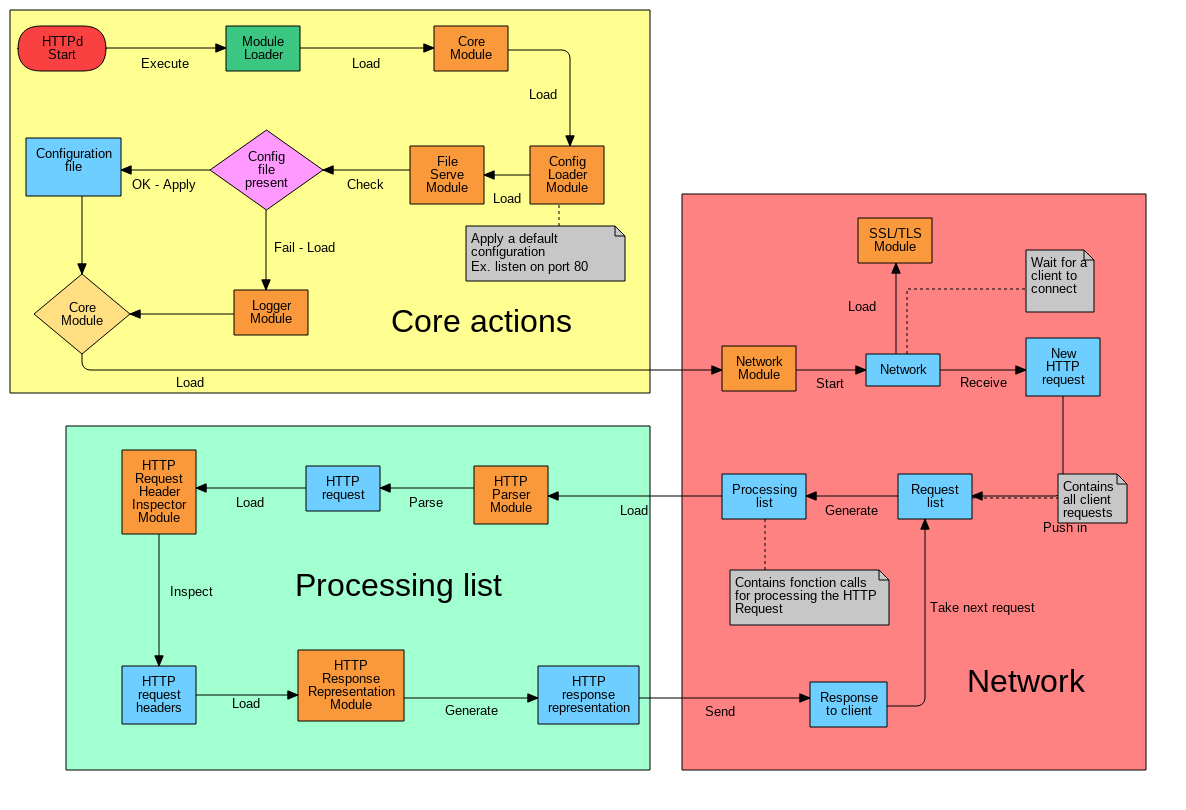 HTTPd
Start
Execute
Module
Loader
Load
Core
Module
Load
Configuration
file
OK - Apply
Config
file
present
Check
File
Serve
Module
Load
Config
Loader
Module
Apply a default
configuration
Ex. listen on port 80
Fail - Load
Core
Module
Logger
Module
Core actions
Load
SSL/TLS
Module
Wait for a
client to
connect
Load
Network
Module
Start
Network
Receive
New
HTTP
request
HTTP
Request
Header
Inspector
Module
Load
HTTP
request
Parse
HTTP
Parser
Module
Load
Processing
list
Generate
Request
list
Contains
all client
requests
Push in
Inspect
Processing list
Contains fonction calls
for processing the HTTP
Request
Take next request
HTTP
request
headers
Load
HTTP
Response
Representation
Module
Generate
HTTP
response
representation
Send
Response
to client
Network